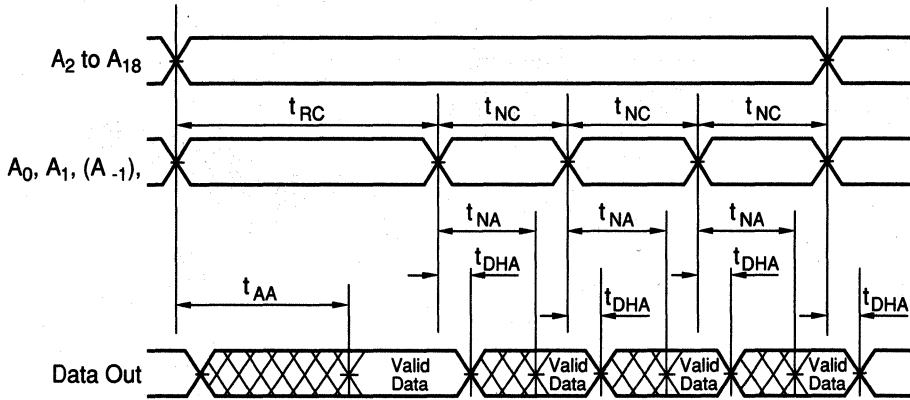 A2 to A18
tRC tNC tNC tNC
A0, A1, (A-1),
tNA tNA tNA
tDHA tDHA
tAA tDHA tDHA
Data Out Valid Data Valid Data Valid Data Valid Data